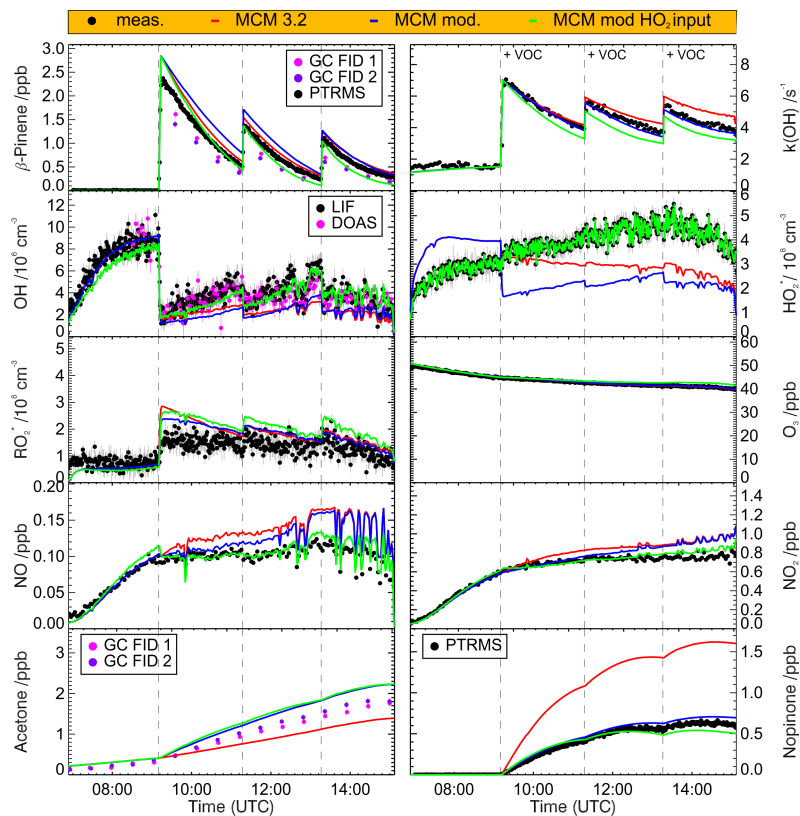 meas. MCM 3.2 MCM mod. MCM mod HO₂ input
+ VOC + VOC + VOC
GC FID 1
GC FID 2
PTRMS
β-Pinene /ppb
3.0
2.5
2.0
1.5
1.0
0.5
0.0
k(OH) /s⁻¹
8
6
4
2
0
LIF
DOAS
OH /10⁶ cm⁻³
12
10
8
6
4
2
0
HO₂* /10⁸ cm⁻³
5
4
3
2
1
0
RO₂* /10⁸ cm⁻³
5
4
3
2
1
0
O₃ /ppb
60
50
40
30
20
10
0
NO /ppb
0.20
0.15
0.10
0.05
0.00
NO₂ /ppb
1.4
1.2
1.0
0.8
0.6
0.4
0.2
0.0
GC FID 1
GC FID 2
Acetone /ppb
3
2
1
0
PTRMS
Nopinone /ppb
1.5
1.0
0.5
0.0
08:00 10:00 12:00 14:00
08:00 10:00 12:00 14:00
Time (UTC)
Time (UTC)